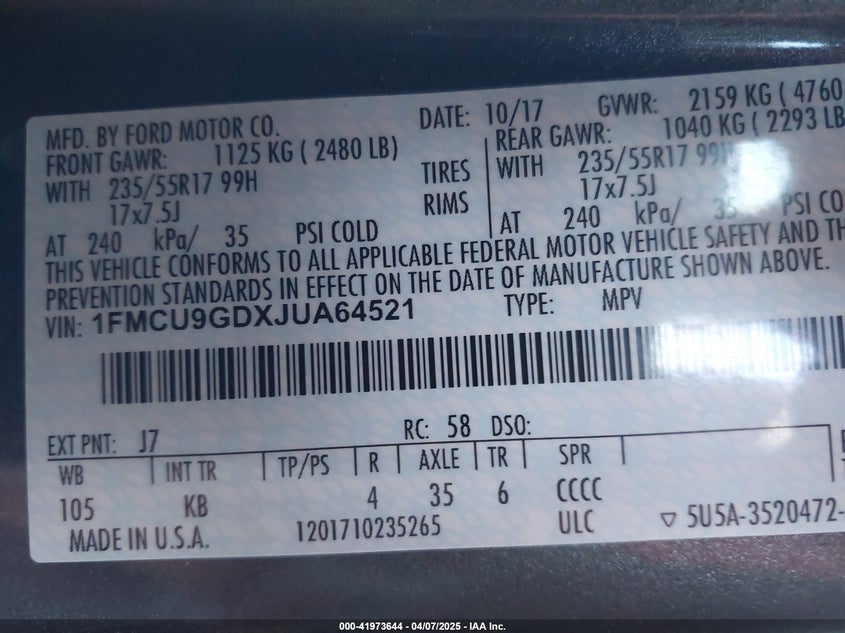 MFD. BY FORD MOTOR CO.
DATE: 10/17
GVWR: 2159 KG ( 4760
FRONT GAWR: 1125 KG ( 2480 LB)
REAR GAWR: 1040 KG ( 2293 LB
WITH 235/55R17 99H
TIRES
WITH 235/55R17 99H
17x7.5J
RIMS
17x7.5J
AT 240 kPa/ 35 PSI COLD
AT 240 kPa/ 35 PSI CO
THIS VEHICLE CONFORMS TO ALL APPLICABLE FEDERAL MOTOR VEHICLE SAFETY AND TH
PREVENTION STANDARDS IN EFFECT ON THE DATE OF MANUFACTURE SHOWN ABOVE.
VIN: 1FMCU9GDXJUA64521
TYPE: MPV
EXT PNT: J7
RC: 58 DSO:
WB INT TR TP/PS R AXLE TR SPR
105 KB 4 35 6 CCCC
MADE IN U.S.A. 1201710235265 ULC 5U5A-3520472-
000-41973644 - 04/07/2025 - IAA Inc.